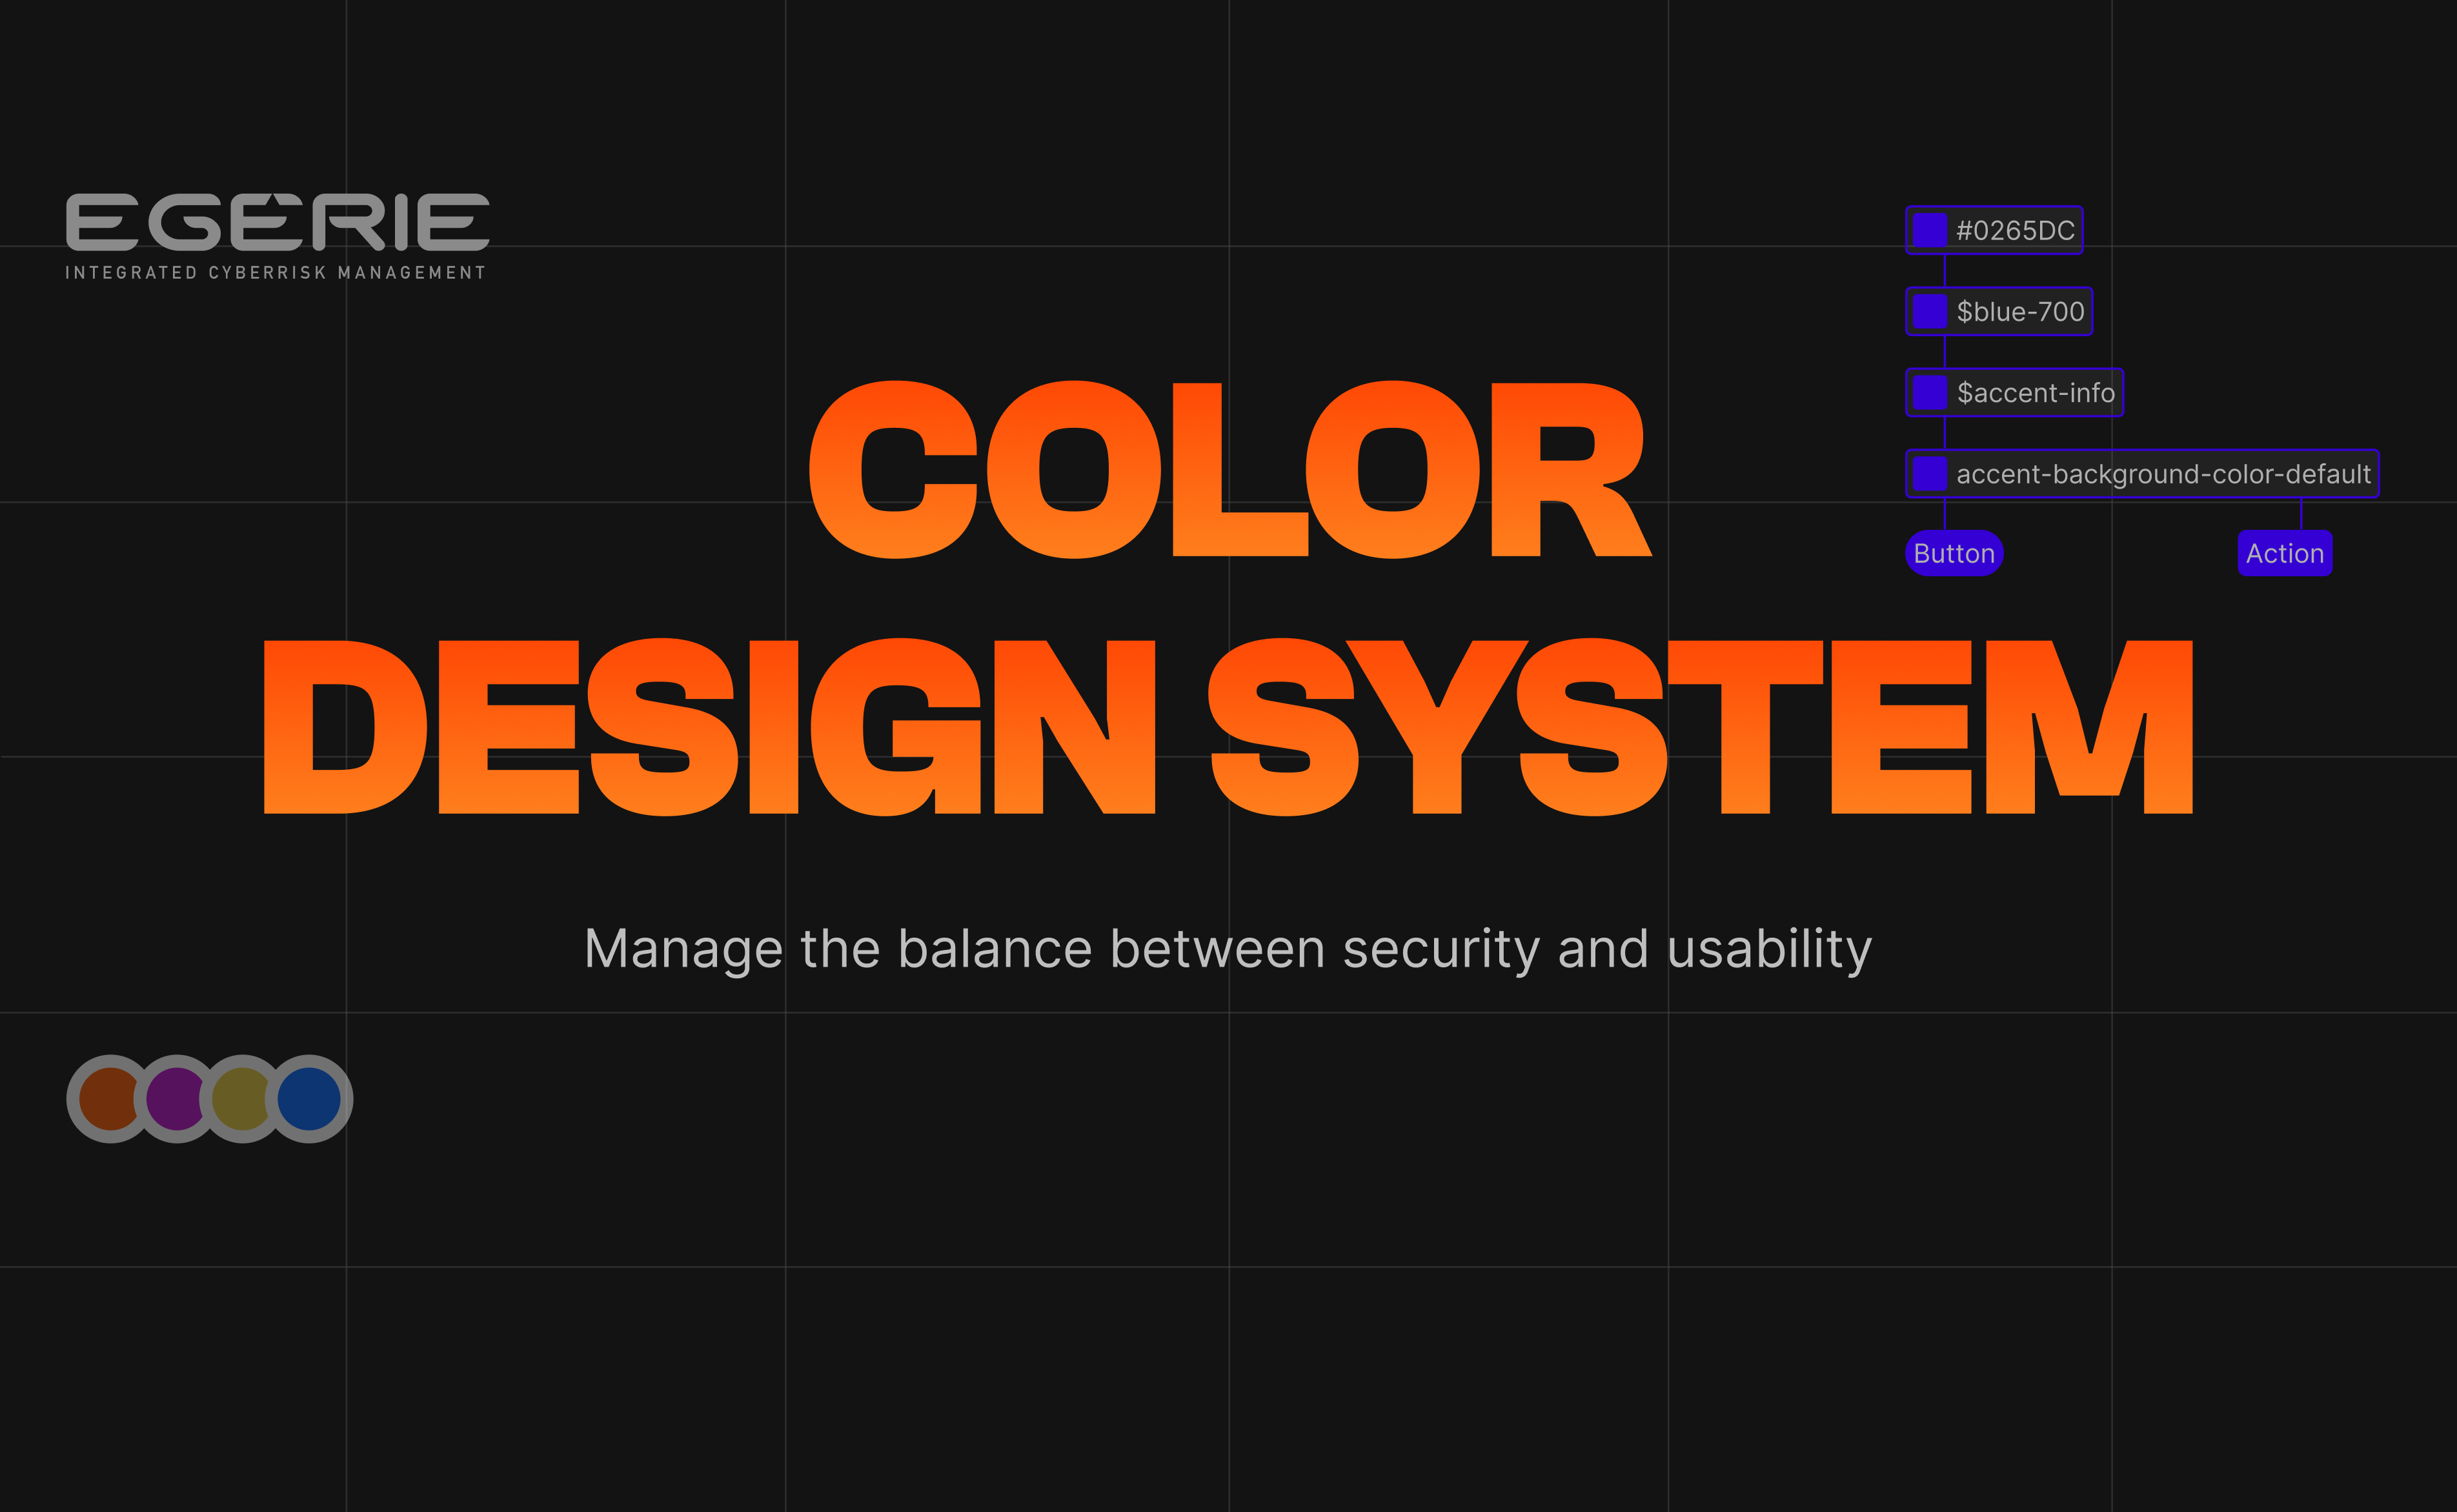 EGERIE
INTEGRATED CYBERRISK MANAGEMENT
#0265DC
$blue-700
$accent-info
accent-background-color-default
Button
Action
COLOR
DESIGN SYSTEM
Manage the balance between security and usability